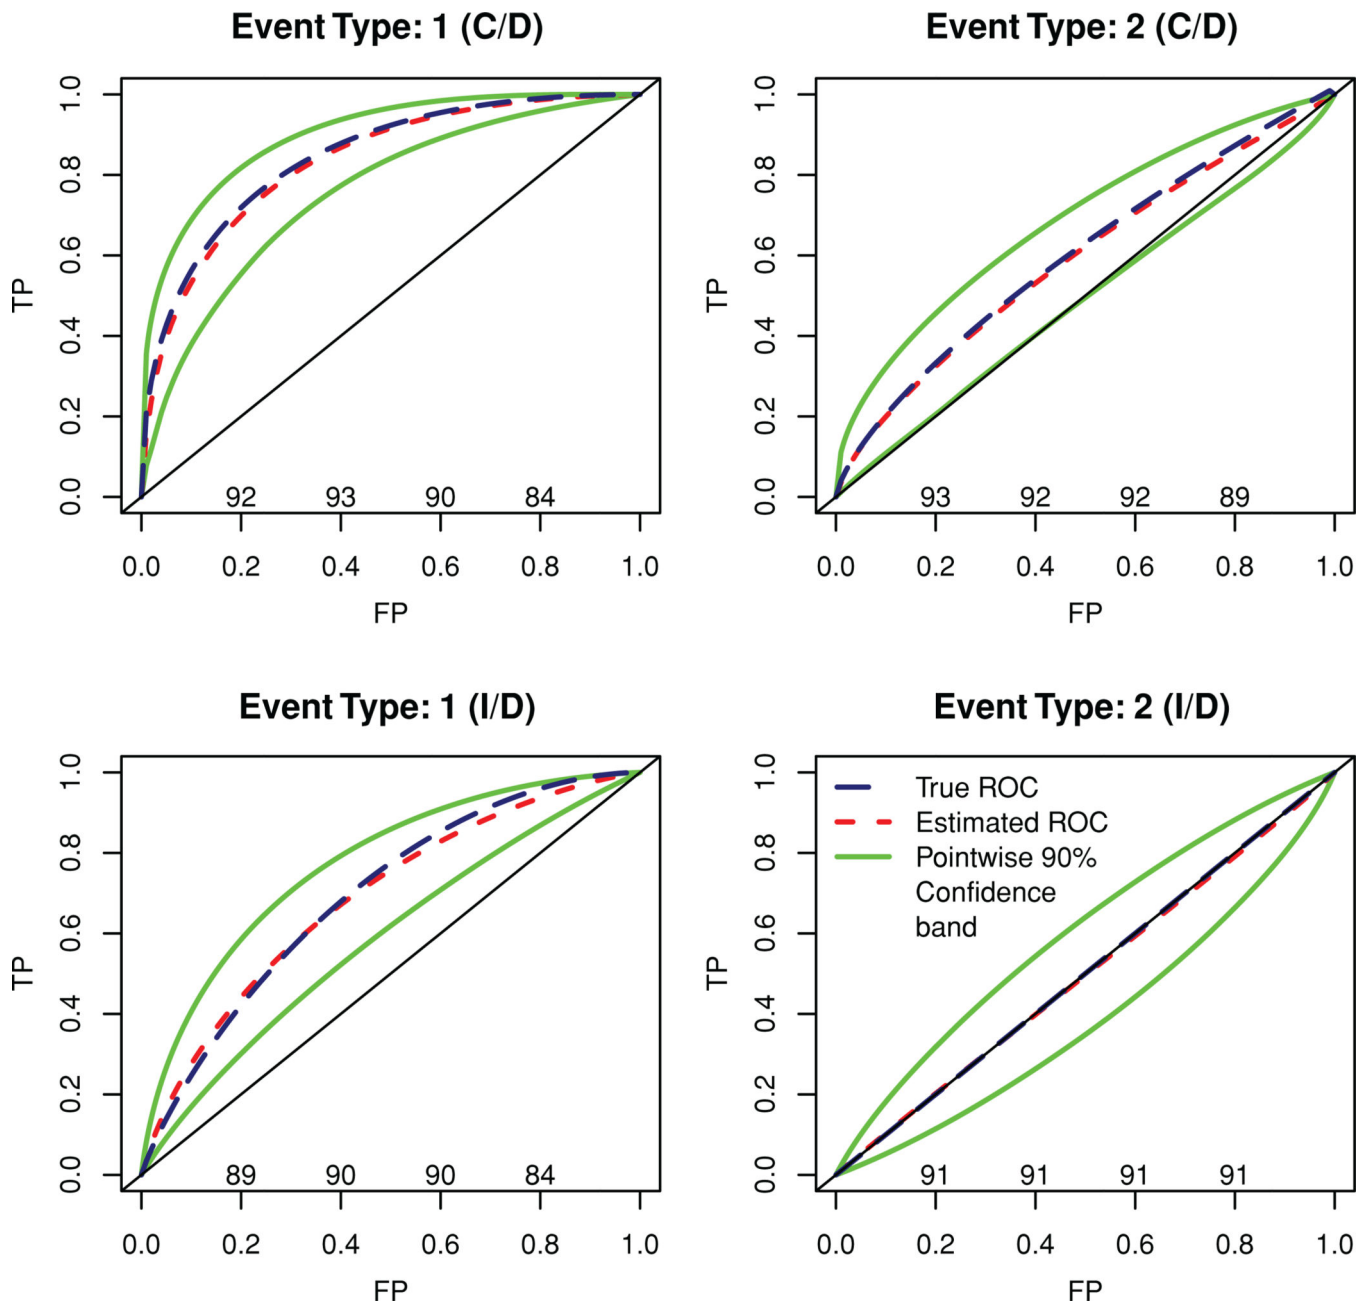 Event Type: 1 (C/D)
TP
1.0
0.8
0.6
0.4
0.2
0.0
92 93 90 84
0.0 0.2 0.4 0.6 0.8 1.0
FP
Event Type: 2 (C/D)
TP
1.0
0.8
0.6
0.4
0.2
0.0
93 92 92 89
0.0 0.2 0.4 0.6 0.8 1.0
FP
Event Type: 1 (I/D)
TP
1.0
0.8
0.6
0.4
0.2
0.0
89 90 90 84
0.0 0.2 0.4 0.6 0.8 1.0
FP
Event Type: 2 (I/D)
TP
1.0
0.8
0.6
0.4
0.2
0.0
True ROC
Estimated ROC
Pointwise 90%
Confidence
band
91 91 91 91
0.0 0.2 0.4 0.6 0.8 1.0
FP